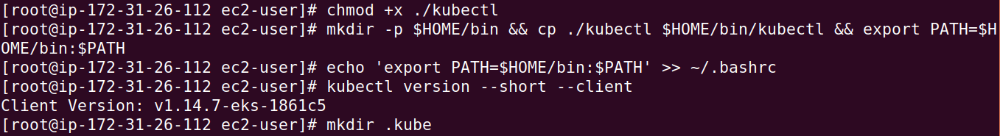 [root@ip-172-31-26-112 ec2-user]# chmod +x ./kubectl
[root@ip-172-31-26-112 ec2-user]# mkdir -p $HOME/bin && cp ./kubectl $HOME/bin/kubectl && export PATH=$H
OME/bin:$PATH
[root@ip-172-31-26-112 ec2-user]# echo 'export PATH=$HOME/bin:$PATH' >> ~/.bashrc
[root@ip-172-31-26-112 ec2-user]# kubectl version --short --client
Client Version: v1.14.7-eks-1861c5
[root@ip-172-31-26-112 ec2-user]# mkdir .kube